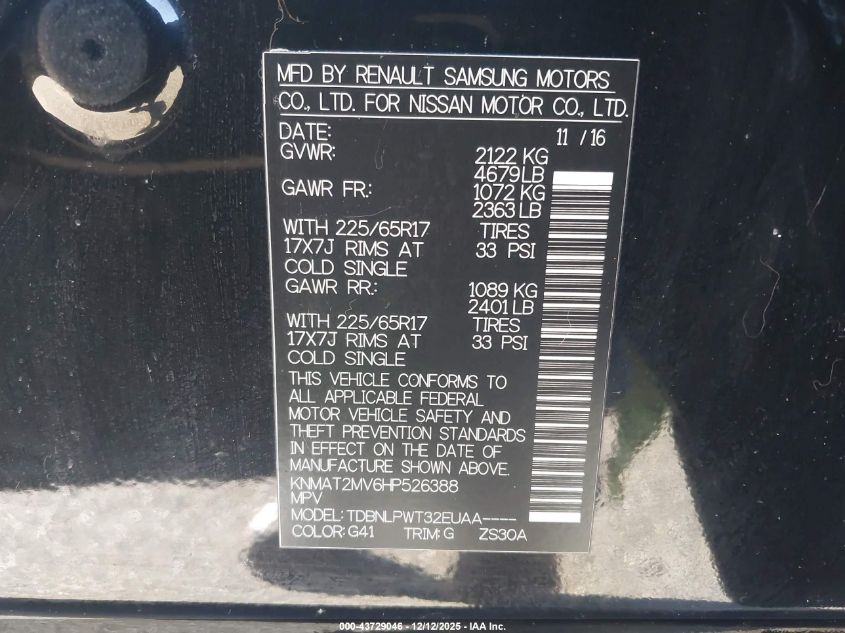 MFD BY RENAULT SAMSUNG MOTORS
CO., LTD. FOR NISSAN MOTOR CO., LTD.
DATE: 11 / 16
GVWR: 2122 KG
4679 LB
GAWR FR.: 1072 KG
2363 LB
WITH 225/65R17 TIRES
17X7J RIMS AT 33 PSI
COLD SINGLE
GAWR RR.: 1089 KG
2401 LB
WITH 225/65R17 TIRES
17X7J RIMS AT 33 PSI
COLD SINGLE
THIS VEHICLE CONFORMS TO
ALL APPLICABLE FEDERAL
MOTOR VEHICLE SAFETY AND
THEFT PREVENTION STANDARDS
IN EFFECT ON THE DATE OF
MANUFACTURE SHOWN ABOVE.
KNMAT2MV6HP526388
MPV
MODEL: TDBNLPWT32EUAA----
COLOR: G41 TRIM: G ZS30A
000-43729046 - 12/12/2025 - IAA Inc.